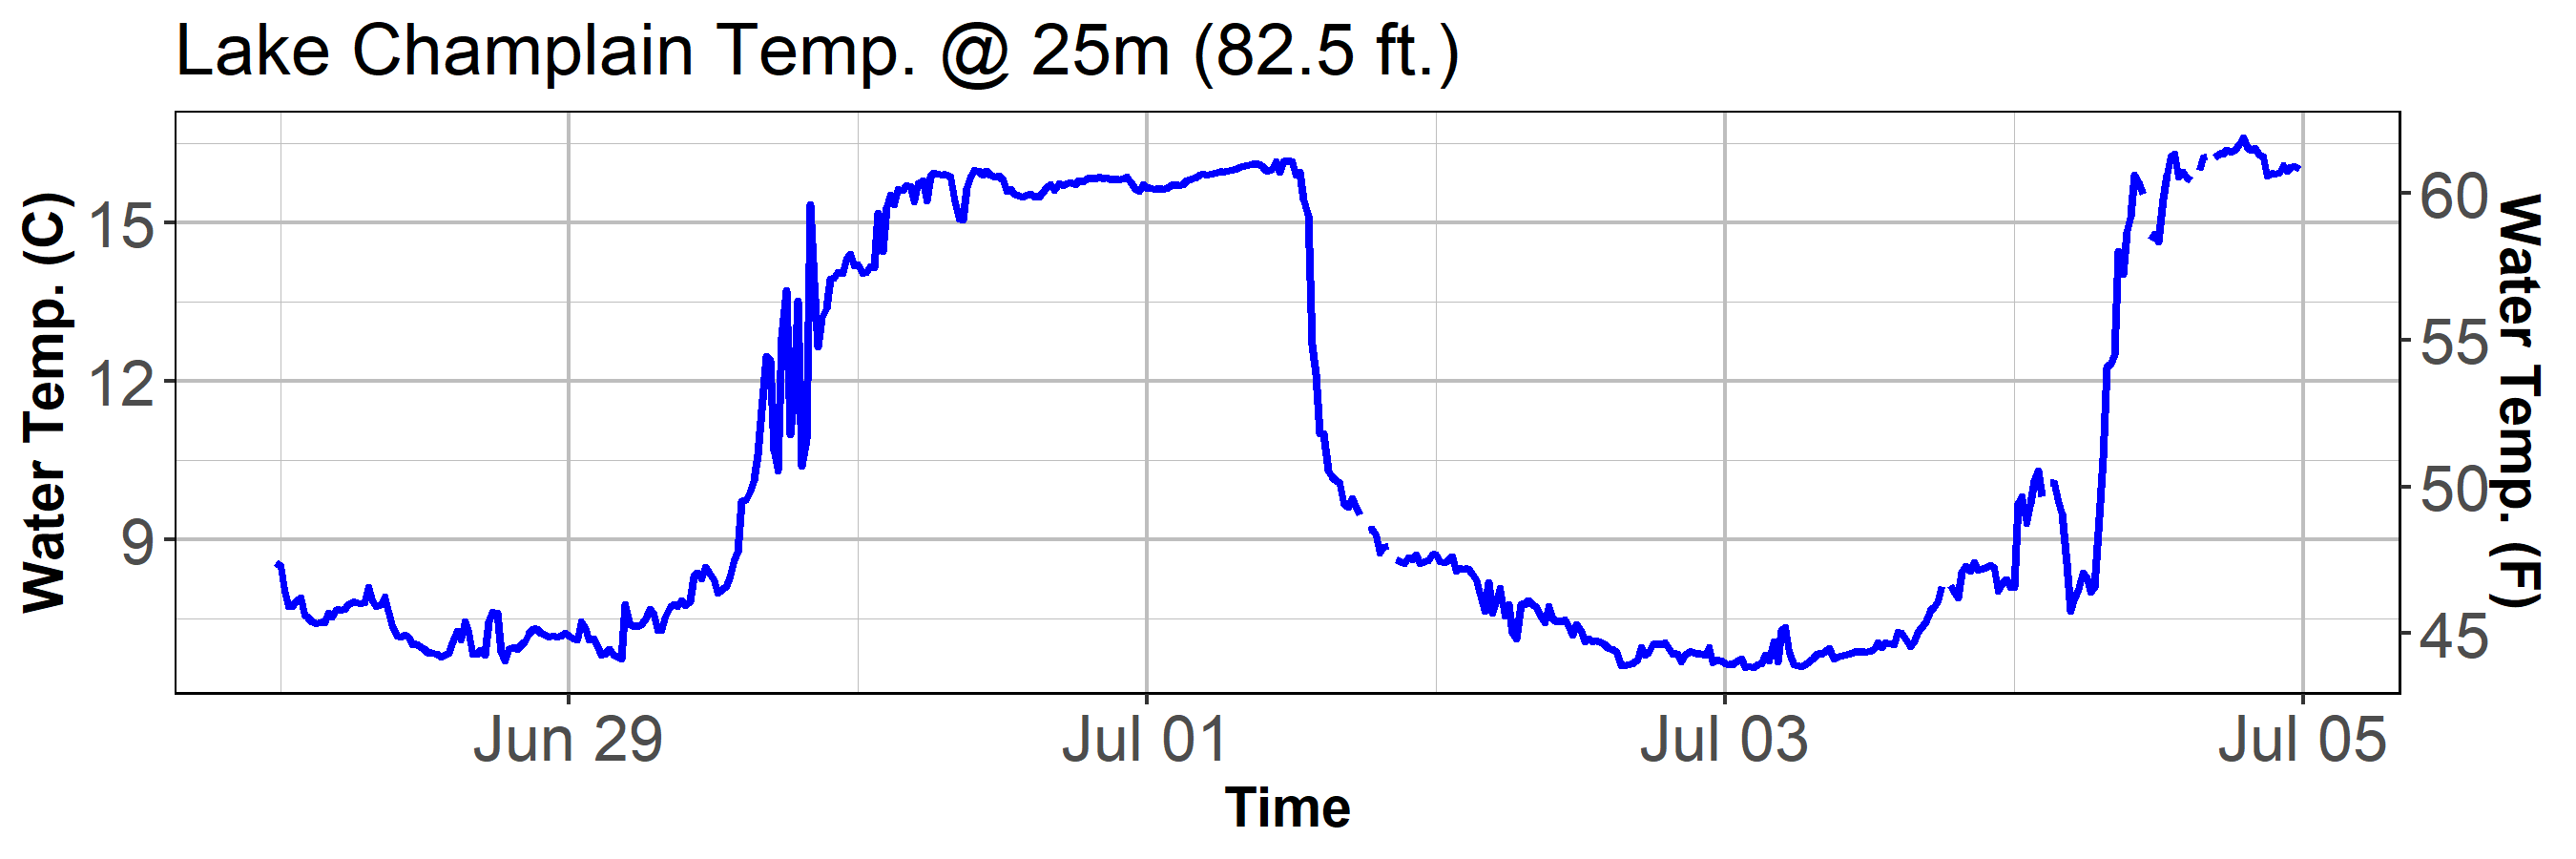 Lake Champlain Temp. @ 25m (82.5 ft.)
Water Temp. (C)
15
12
9
60
55
50
45
Water Temp. (F)
Jun 29
Jul 01
Jul 03
Jul 05
Time